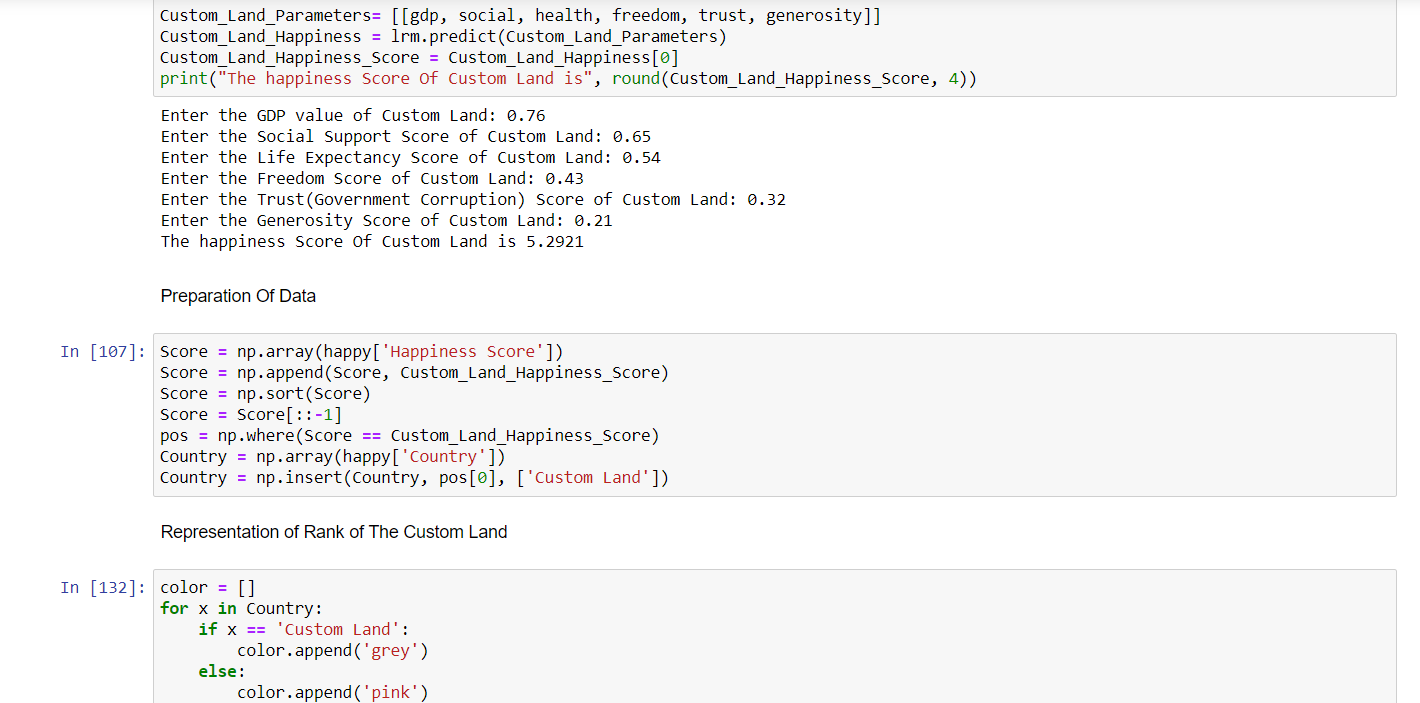 Custom_Land_Parameters= [[gdp, social, health, freedom, trust, generosity]]
Custom_Land_Happiness = lrm.predict(Custom_Land_Parameters)
Custom_Land_Happiness_Score = Custom_Land_Happiness[0]
print("The happiness Score Of Custom Land is", round(Custom_Land_Happiness_Score, 4))
Enter the GDP value of Custom Land: 0.76
Enter the Social Support Score of Custom Land: 0.65
Enter the Life Expectancy Score of Custom Land: 0.54
Enter the Freedom Score of Custom Land: 0.43
Enter the Trust(Government Corruption) Score of Custom Land: 0.32
Enter the Generosity Score of Custom Land: 0.21
The happiness Score Of Custom Land is 5.2921
Preparation Of Data
In [107]: Score = np.array(happy['Happiness Score'])
Score = np.append(Score, Custom_Land_Happiness_Score)
Score = np.sort(Score)
Score = Score[::-1]
pos = np.where(Score == Custom_Land_Happiness_Score)
Country = np.array(happy['Country'])
Country = np.insert(Country, pos[0], ['Custom Land'])
Representation of Rank of The Custom Land
In [132]: color = []
for x in Country:
    if x == 'Custom Land':
        color.append('grey')
    else:
        color.append('pink')